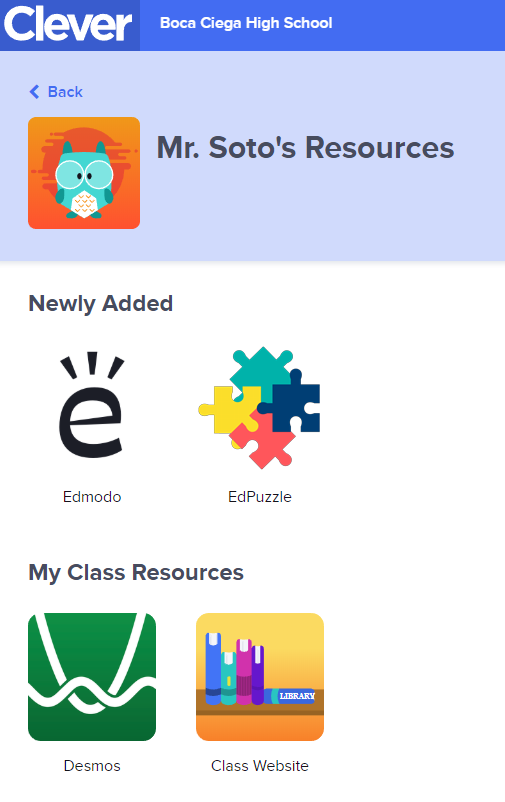 Clever
Boca Ciega High School
Back
Mr. Soto's Resources
Newly Added
Edmodo
EdPuzzle
My Class Resources
LIBRARY
Desmos
Class Website